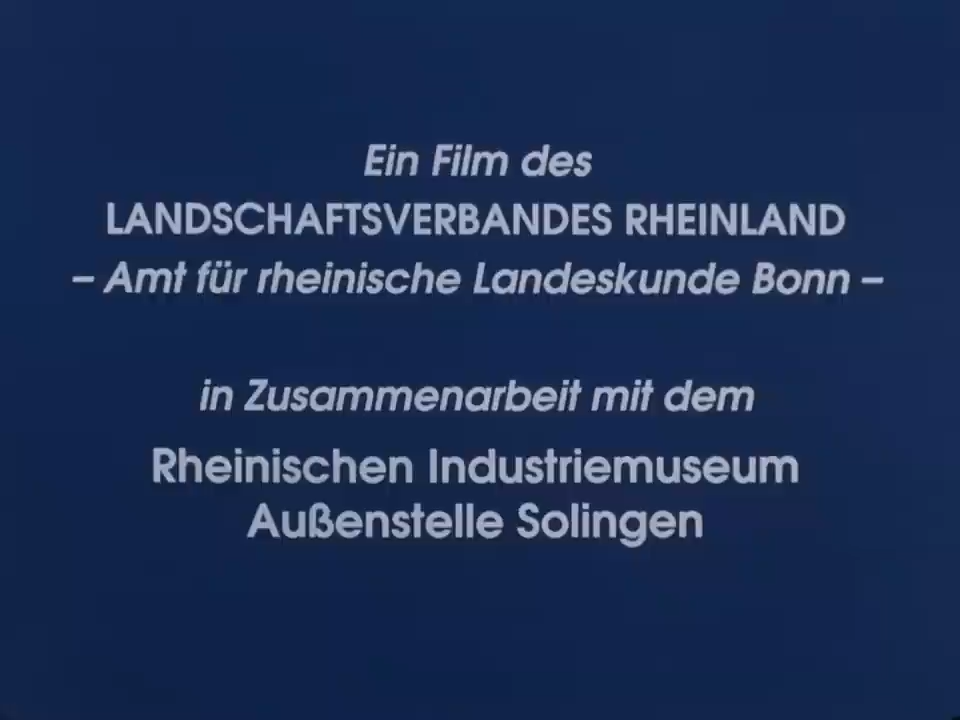 Ein Film des
LANDSCHAFTSVERBANDES RHEINLAND
– Amt für rheinische Landeskunde Bonn –
in Zusammenarbeit mit dem
Rheinischen Industriemuseum
Außenstelle Solingen